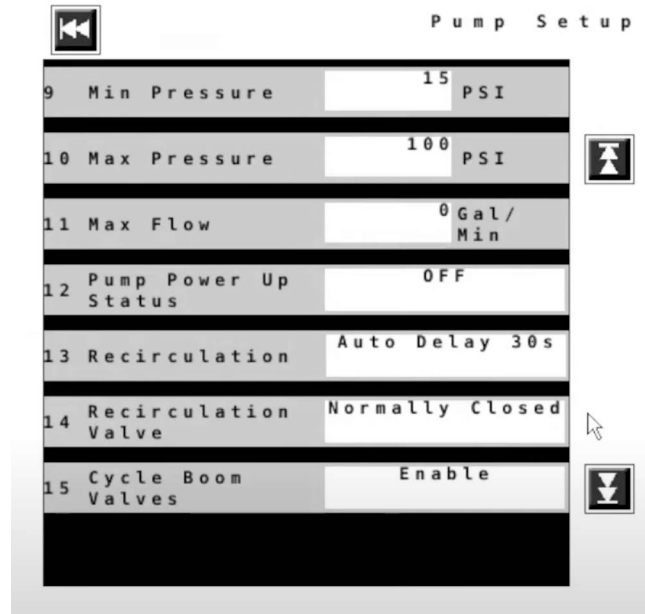 Pump Setup
9 Min Pressure 15 PSI
10 Max Pressure 100 PSI
11 Max Flow 0 Gal/
Min
12 Pump Power Up OFF
Status
13 Recirculation Auto Delay 30s
14 Recirculation Normally Closed
Valve
15 Cycle Boom Enable
Valves